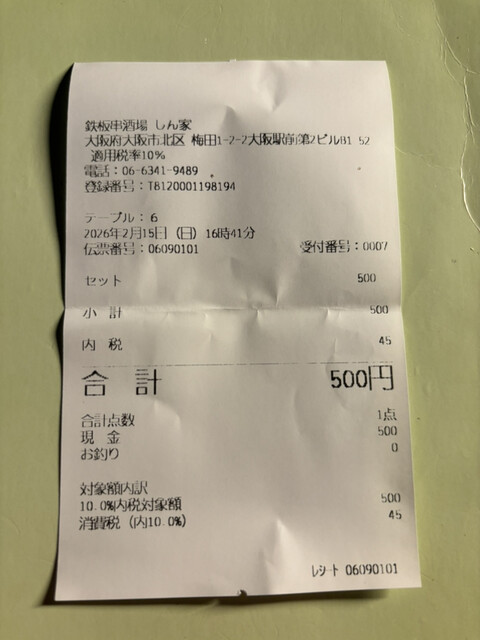 鉄板串酒場 しん家
大阪府大阪市北区 梅田1-2-2大阪駅前第2ビルB1 52
適用税率10%
電話：06-6341-9489
登録番号：T8120001198194
テーブル：6
2026年2月15日（日）16時41分
伝票番号：06090101 受付番号：0007
セット 500
小 計 500
内 税 45
合 計 500円
合計点数 1点
現 金 500
お釣り 0
対象額内訳
10.0%内税対象額 500
消費税（内10.0%） 45
レシート 06090101